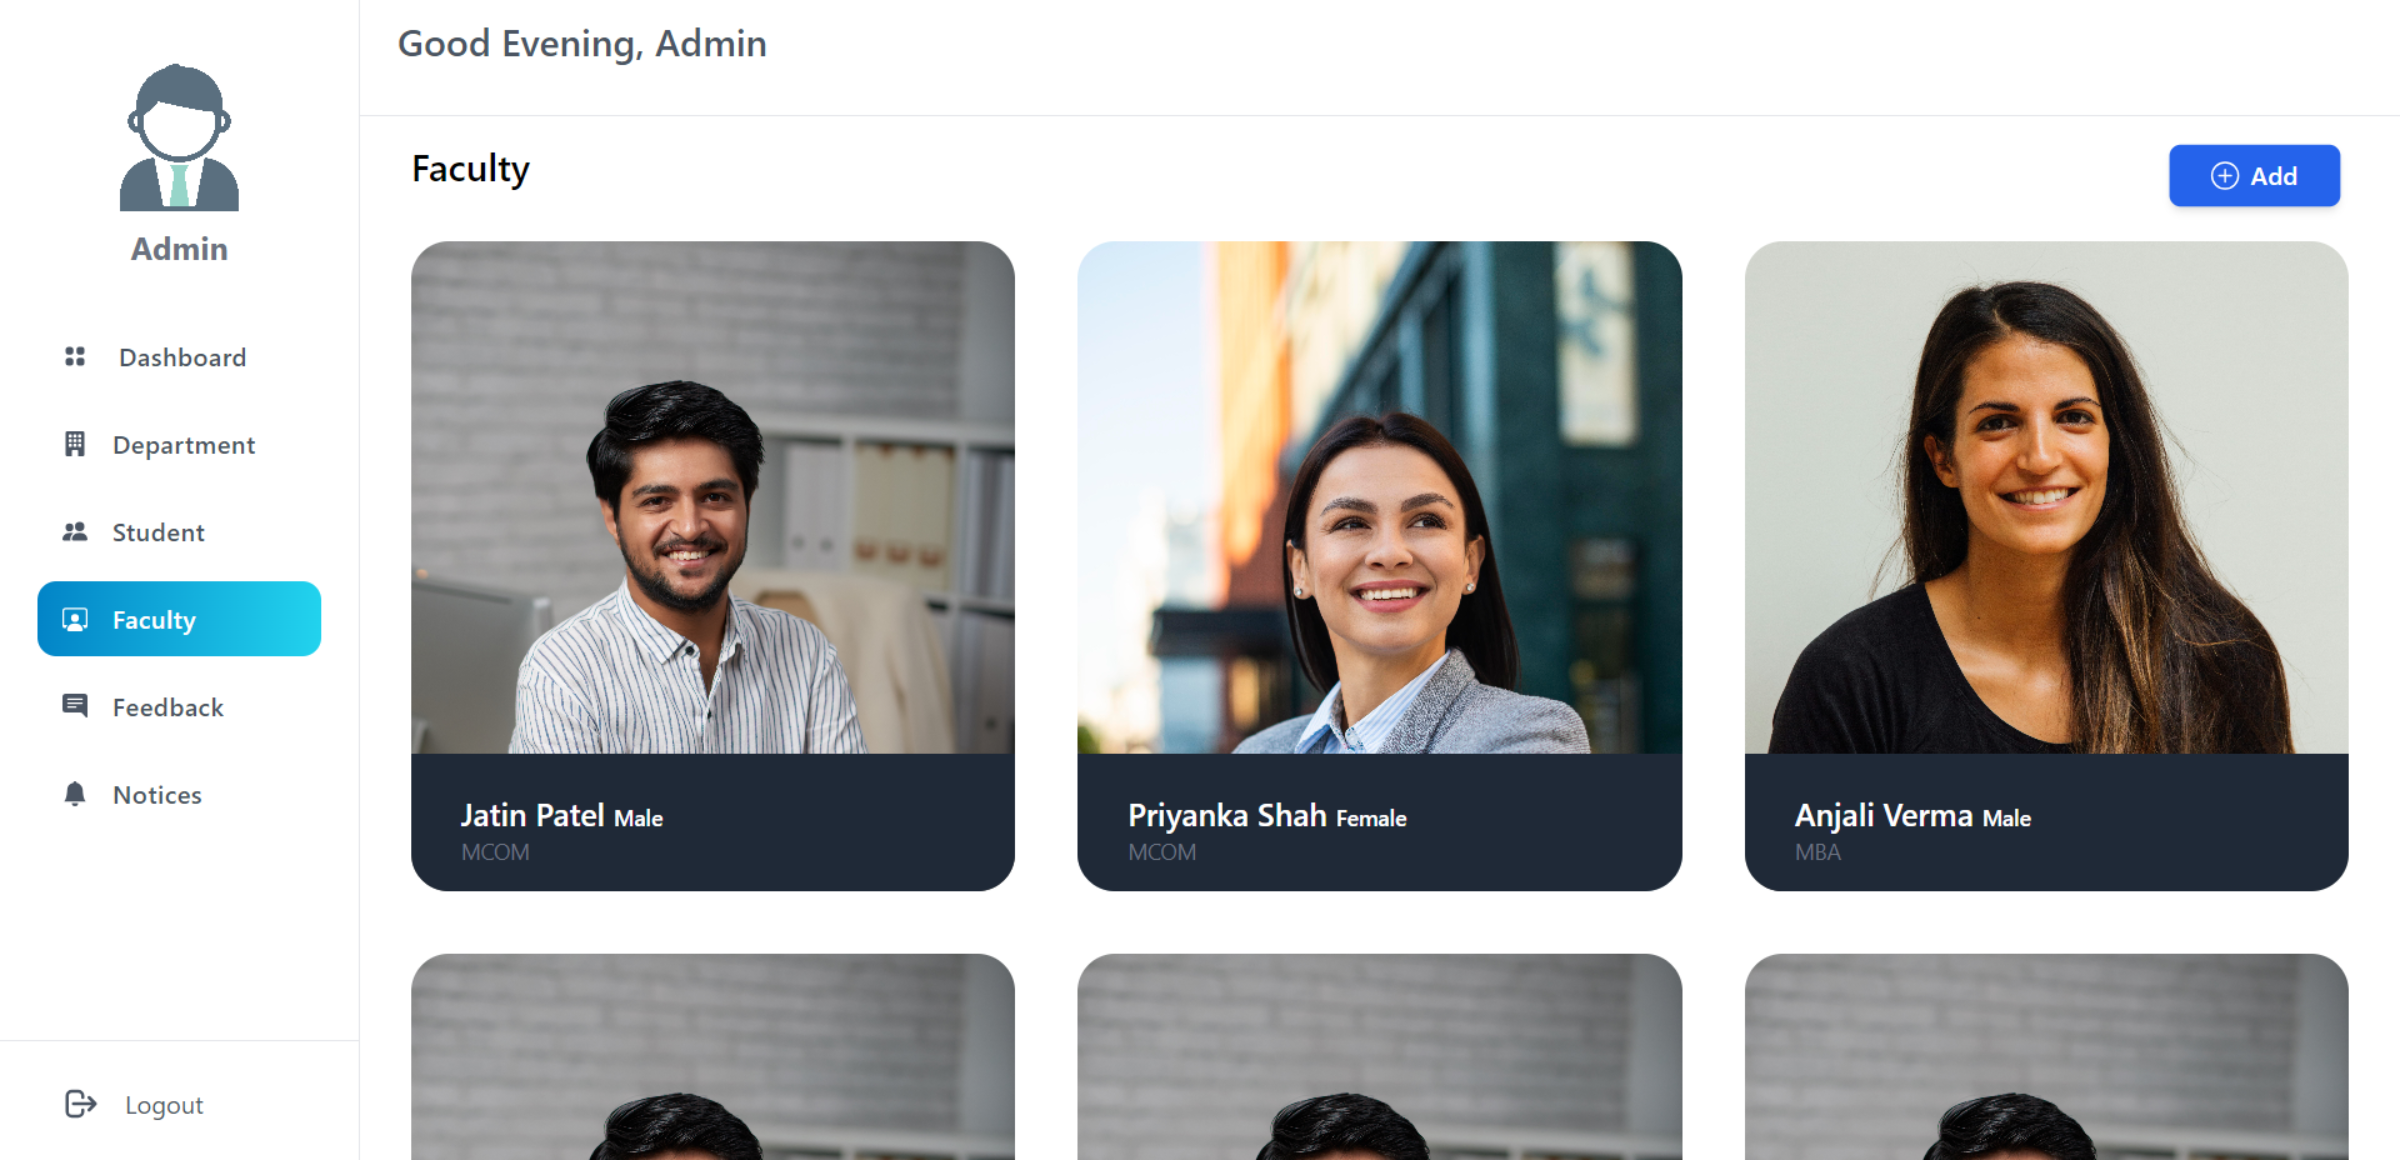 Good Evening, Admin
Admin
Dashboard
Department
Student
Faculty
Feedback
Notices
Logout
Faculty
Add
Jatin Patel Male
MCOM
Priyanka Shah Female
MCOM
Anjali Verma Male
MBA